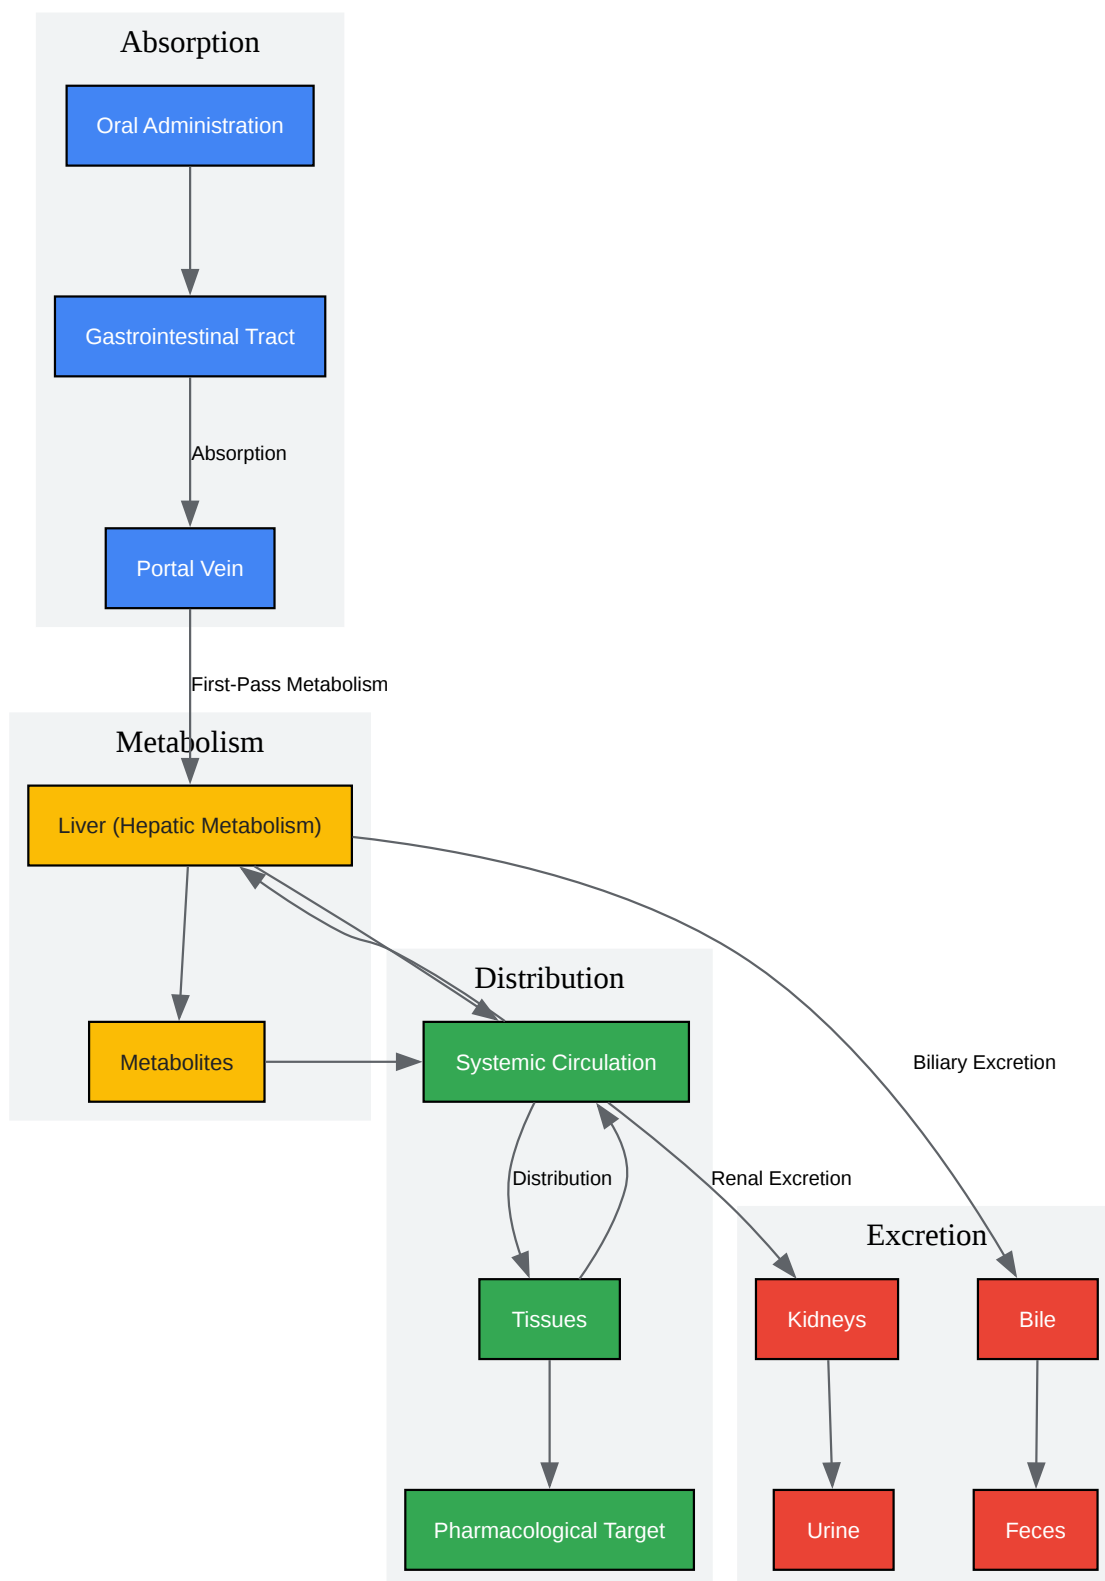 Absorption
Oral Administration
Gastrointestinal Tract
Absorption
Portal Vein
First-Pass Metabolism
Metabolism
Liver (Hepatic Metabolism)
Distribution
Metabolites
Systemic Circulation
Biliary Excretion
Distribution
Renal Excretion
Excretion
Tissues
Kidneys
Bile
Pharmacological Target
Urine
Feces